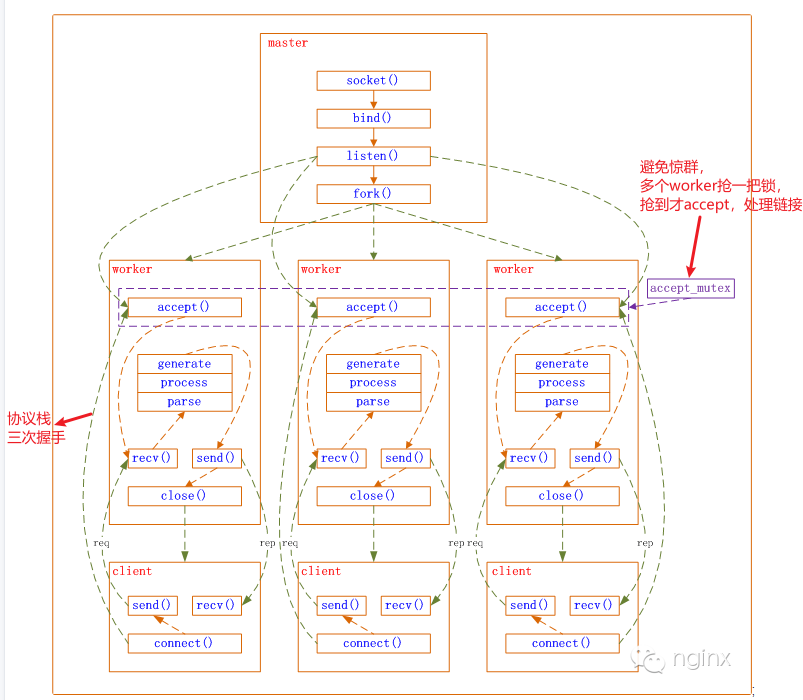 master
socket()
bind()
listen()
fork()
避免惊群，
多个worker抢一把锁，
抢到才accept，处理链接
accept_mutex
worker
worker
worker
accept()
accept()
accept()
generate
process
parse
generate
process
parse
generate
process
parse
协议栈
三次握手
recv()
send()
recv()
send()
recv()
send()
close()
close()
close()
req
rep
req
rep
req
rep
client
client
client
send()
recv()
send()
recv()
send()
recv()
connect()
connect()
connect()
nginx